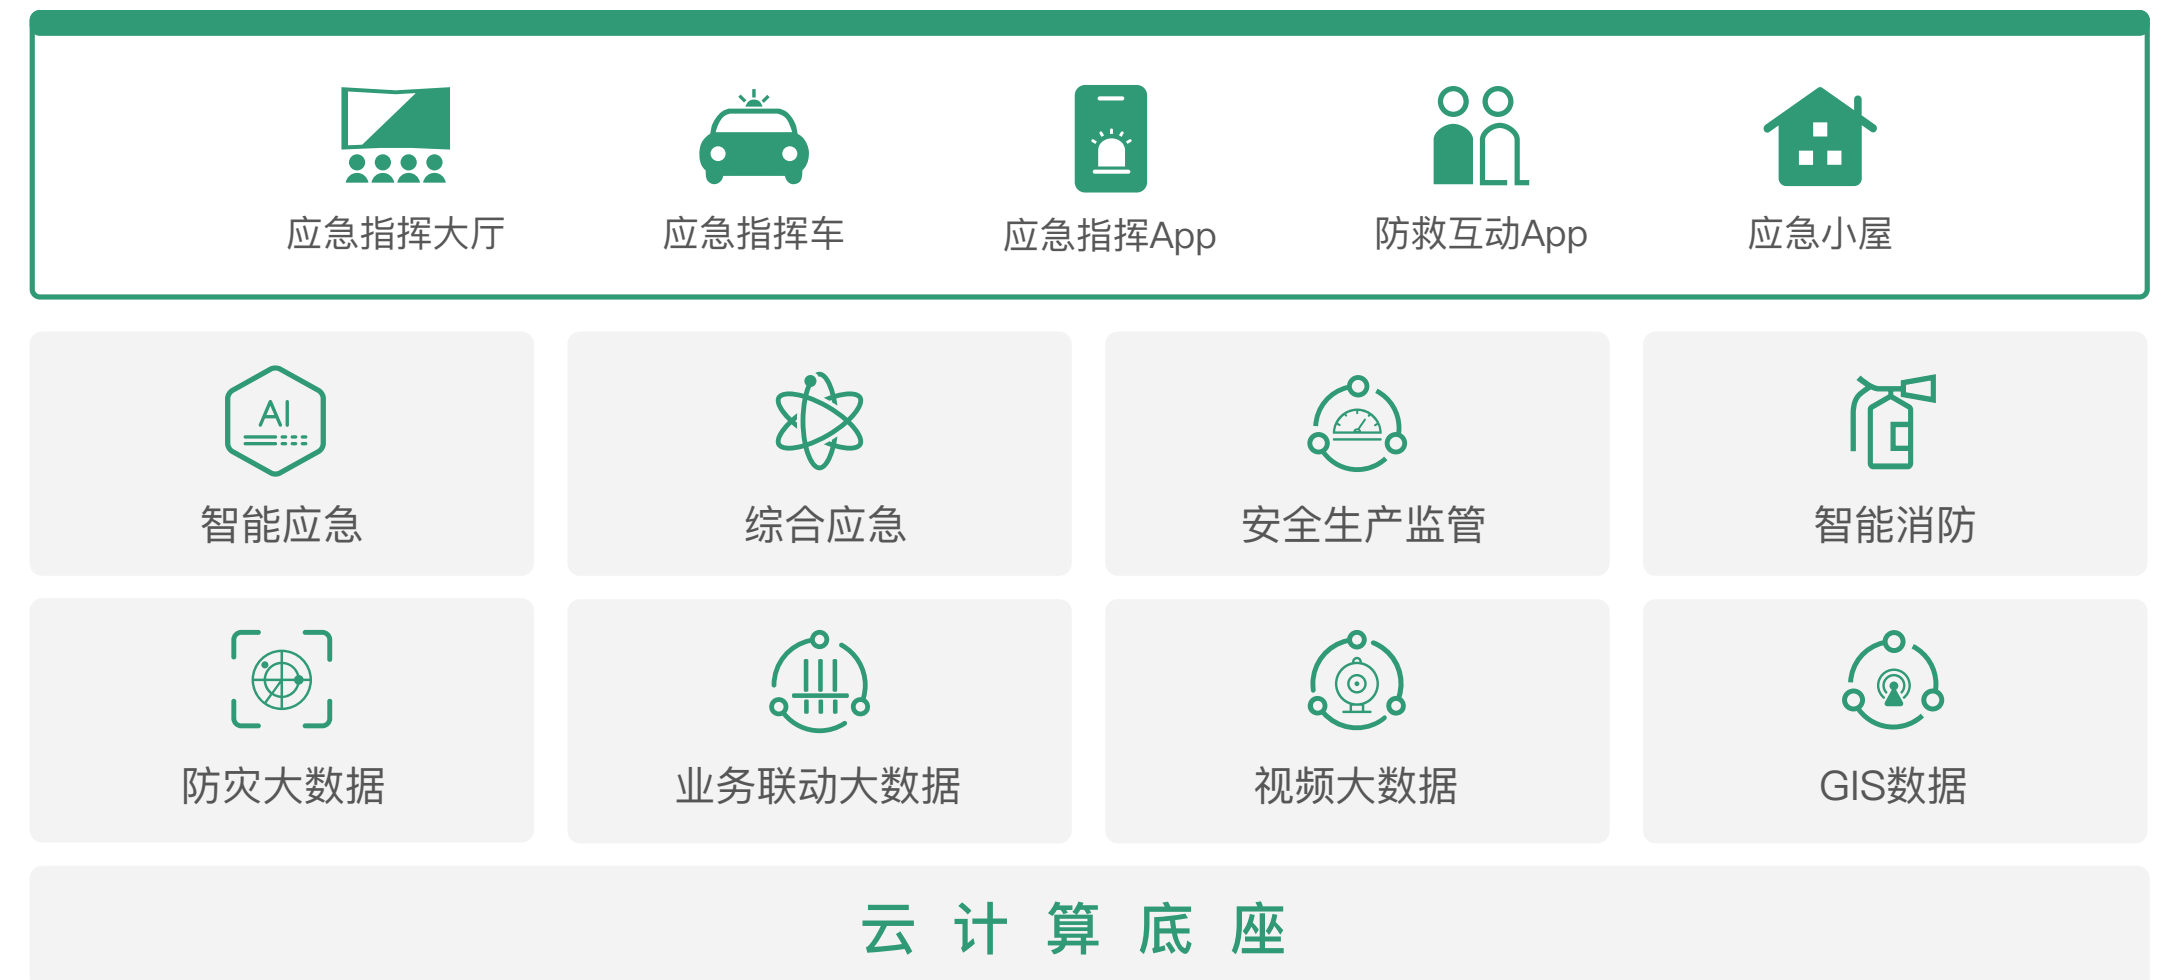 应急指挥大厅
应急指挥车
应急指挥App
防救互动App
应急小屋
AI
智能应急
综合应急
安全生产监管
智能消防
防灾大数据
业务联动大数据
视频大数据
GIS数据
云计算底座